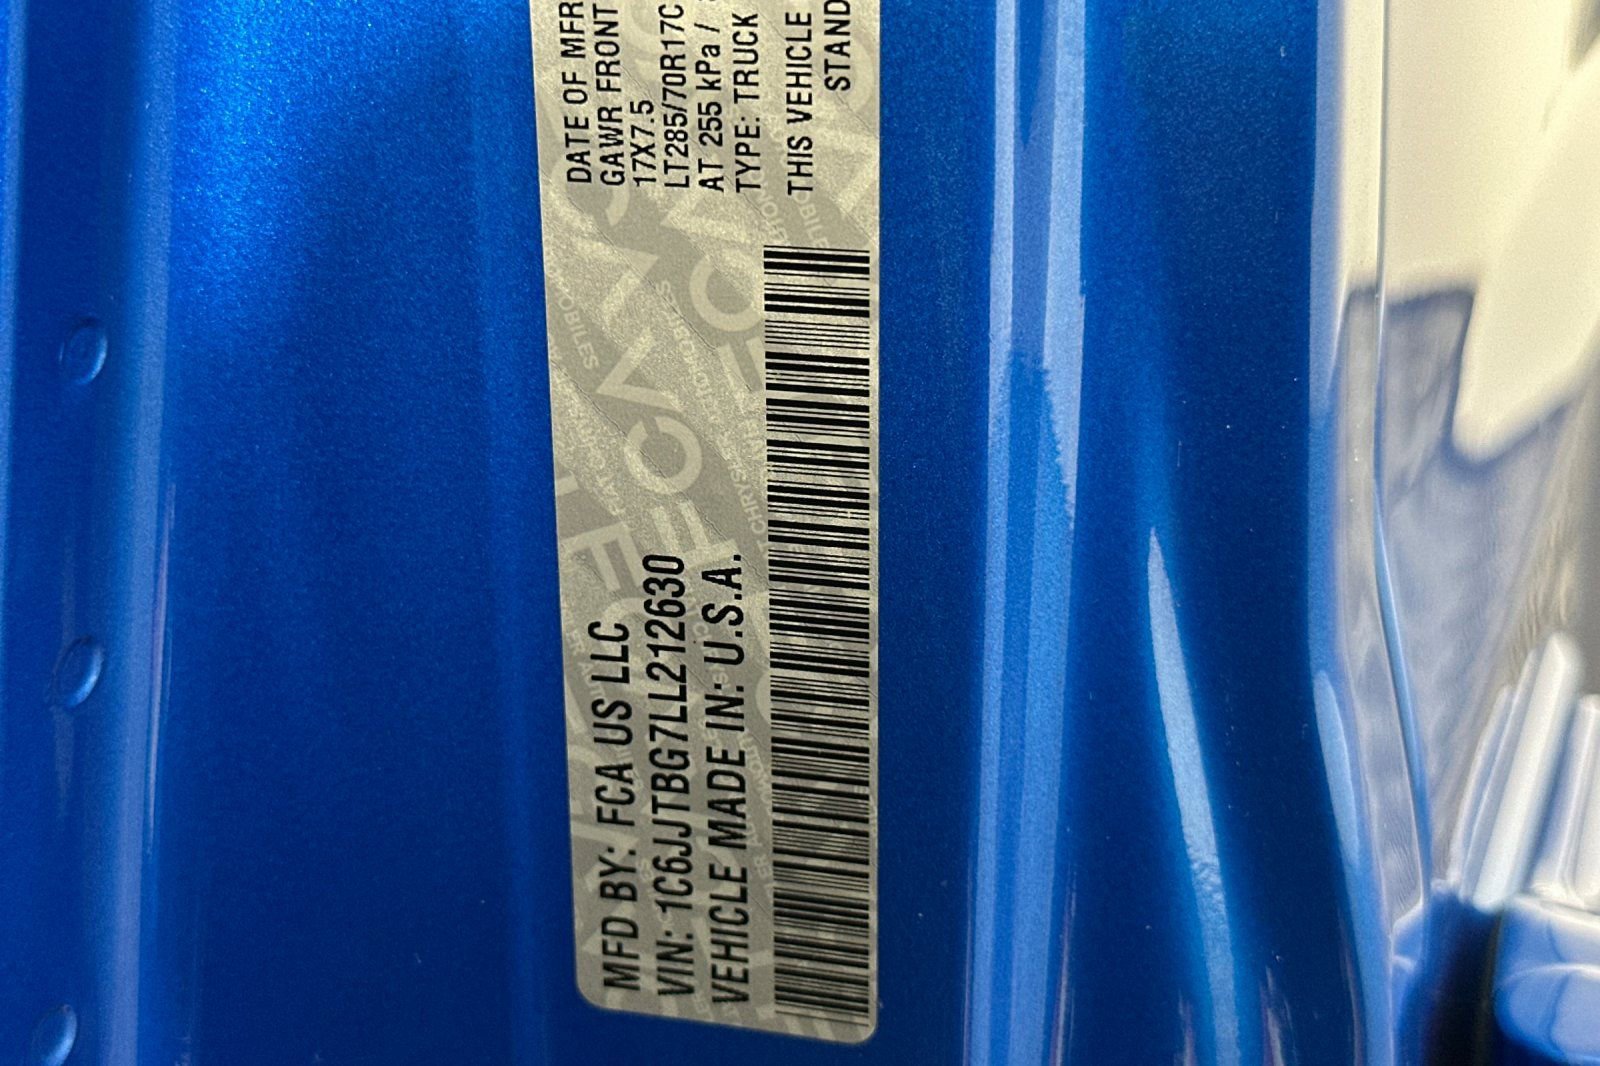 MFD BY: FCA US LLC
VIN: 1C6JJTBG7LL212630
VEHICLE MADE IN: U.S.A.
DATE OF MFR
GAWR FRONT
17X7.5
LT285/70R17C
AT 255 kPa /
TYPE: TRUCK
THIS VEHICLE
STAND